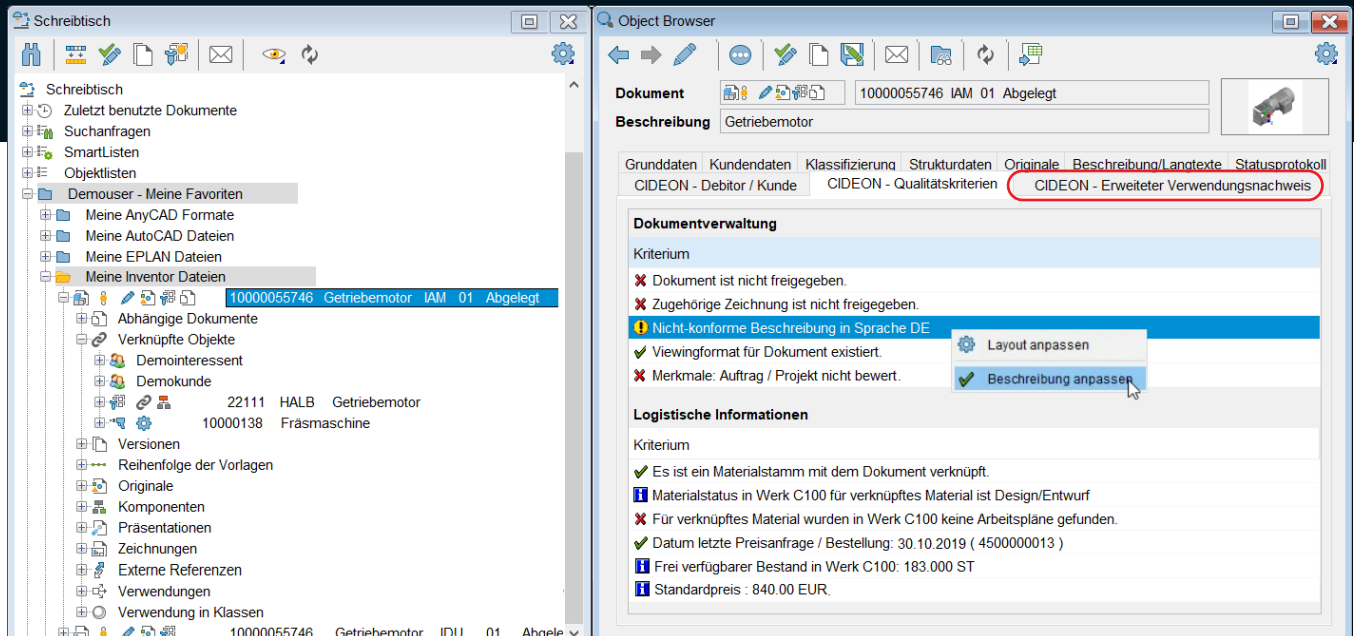 Schreibtisch
Schreibtisch
Zuletzt benutzte Dokumente
Suchanfragen
SmartListen
Objektlisten
Demouser - Meine Favoriten
Meine AnyCAD Formate
Meine AutoCAD Dateien
Meine EPLAN Dateien
Meine Inventor Dateien
10000055746 Getriebemotor IAM 01 Abgelegt
Abhängige Dokumente
Verknüpfte Objekte
Demointeressent
Demokunde
22111 HALB Getriebemotor
10000138 Fräsmaschine
Versionen
Reihenfolge der Vorlagen
Originale
Komponenten
Präsentationen
Zeichnungen
Externe Referenzen
Verwendungen
Verwendung in Klassen
10000055746 Getriebemotor IDU 01 Abgele
Object Browser
Dokument 10000055746 IAM 01 Abgelegt
Beschreibung Getriebemotor
Grunddaten Kundendaten Klassifizierung Strukturdaten Originale Beschreibung/Langtexte Statusprotokoll
CIDEON - Debitor / Kunde CIDEON - Qualitätskriterien CIDEON - Erweiteter Verwendungsnachweis
Dokumentverwaltung
Kriterium
Dokument ist nicht freigegeben.
Zugehörige Zeichnung ist nicht freigegeben.
Nicht-konforme Beschreibung in Sprache DE
Layout anpassen
Viewingformat für Dokument existiert.
Merkmale: Auftrag / Projekt nicht bewert.
Beschreibung anpassen
Logistische Informationen
Kriterium
Es ist ein Materialstamm mit dem Dokument verknüpft.
Materialstatus in Werk C100 für verknüpftes Material ist Design/Entwurf
Für verknüpftes Material wurden in Werk C100 keine Arbeitspläne gefunden.
Datum letzte Preisanfrage / Bestellung: 30.10.2019 ( 4500000013 )
Frei verfügbarer Bestand in Werk C100: 183.000 ST
Standardpreis : 840.00 EUR.